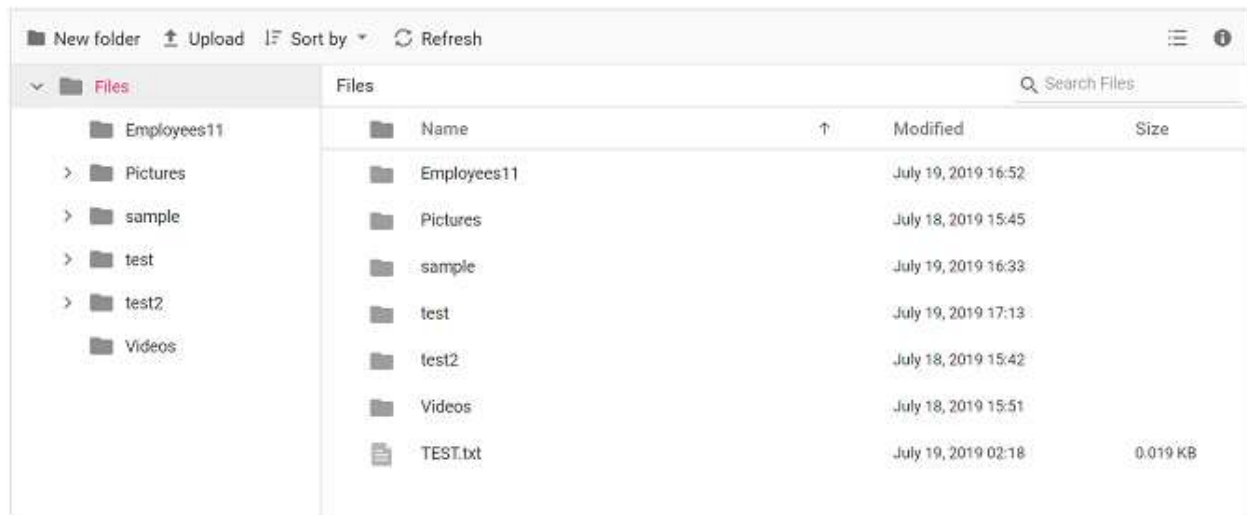 New folder Upload Sort by Refresh
Files
Employees11
Pictures
sample
test
test2
Videos
Files Search Files
Name Modified Size
Employees11 July 19, 2019 16:52
Pictures July 18, 2019 15:45
sample July 19, 2019 16:33
test July 19, 2019 17:13
test2 July 18, 2019 15:42
Videos July 18, 2019 15:51
TEST.txt July 19, 2019 02:18 0.019 KB